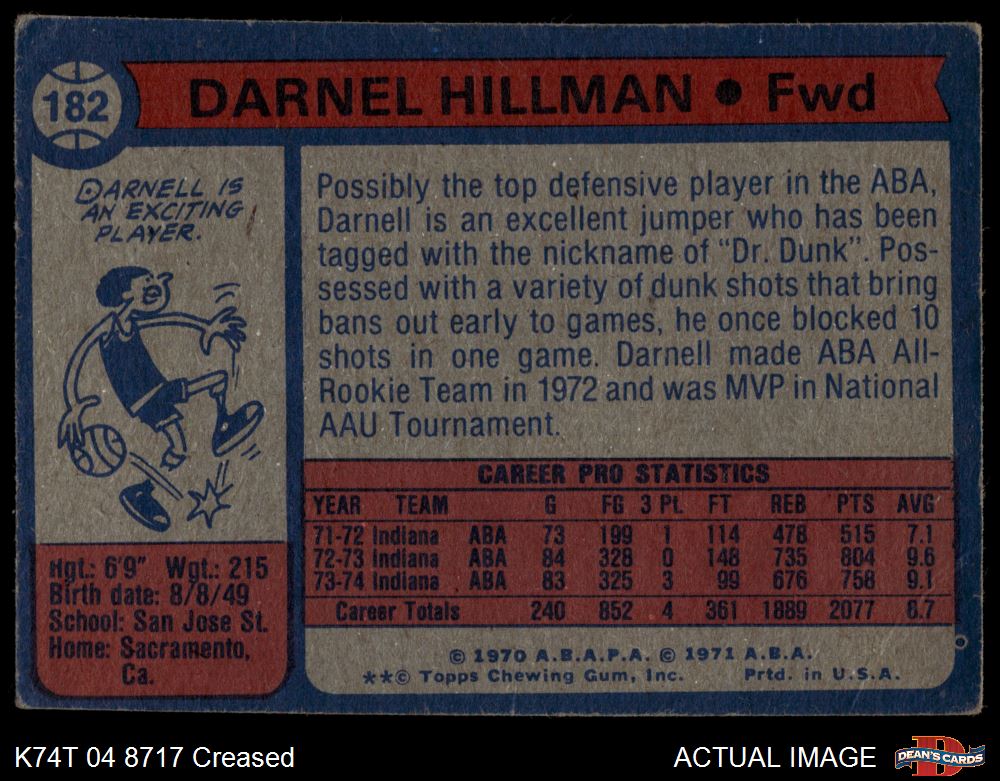 182
DARNEL HILLMAN ● Fwd
DARNELL IS
AN EXCITING
PLAYER.
Possibly the top defensive player in the ABA,
Darnell is an excellent jumper who has been
tagged with the nickname of "Dr. Dunk". Pos-
sessed with a variety of dunk shots that bring
bans out early to games, he once blocked 10
shots in one game. Darnell made ABA All-
Rookie Team in 1972 and was MVP in National
AAU Tournament.
Hgt.: 6'9" Wgt.: 215
Birth date: 8/8/49
School: San Jose St.
Home: Sacramento,
Ca.
CAREER PRO STATISTICS
YEAR TEAM G FG 3 Pt. FT REB PTS AVG
71-72 Indiana ABA 73 199 1 114 478 515 7.1
72-73 Indiana ABA 84 328 0 148 735 804 9.6
73-74 Indiana ABA 83 325 3 99 676 758 9.1
Career Totals 240 852 4 361 1889 2077 8.7
© 1970 A.B.A.P.A. © 1971 A.B.A.
**© Topps Chewing Gum, Inc. Prtd. in U.S.A.
K74T 04 8717 Creased
ACTUAL IMAGE
D
DEAN'S CARDS